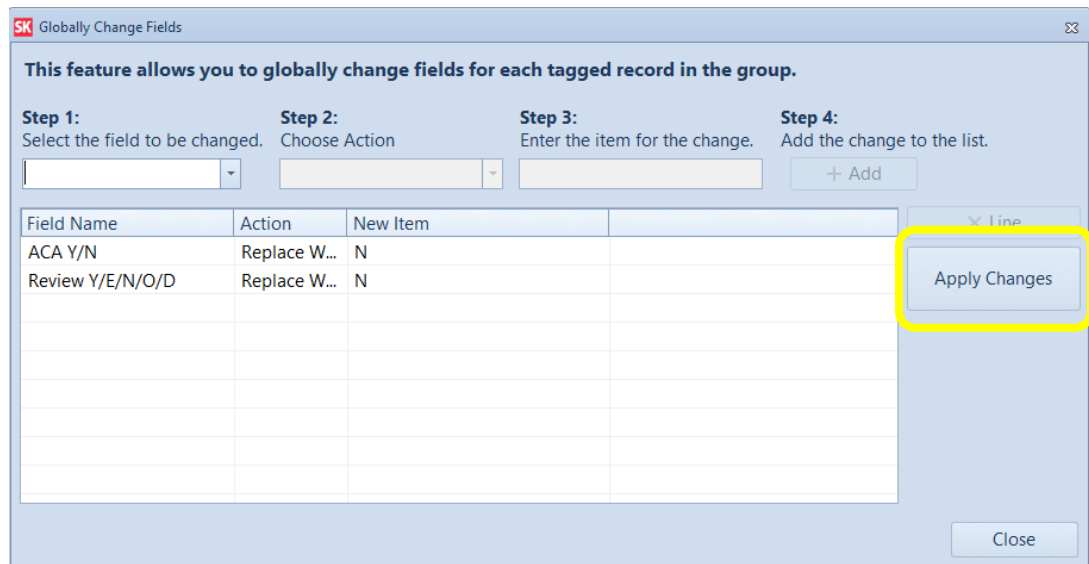 SK Globally Change Fields
This feature allows you to globally change fields for each tagged record in the group.
Step 1: Step 2: Step 3: Step 4:
Select the field to be changed. Choose Action Enter the item for the change. Add the change to the list.
+ Add
Field Name Action New Item × Line
ACA Y/N Replace W... N
Review Y/E/N/O/D Replace W... N
Apply Changes
Close